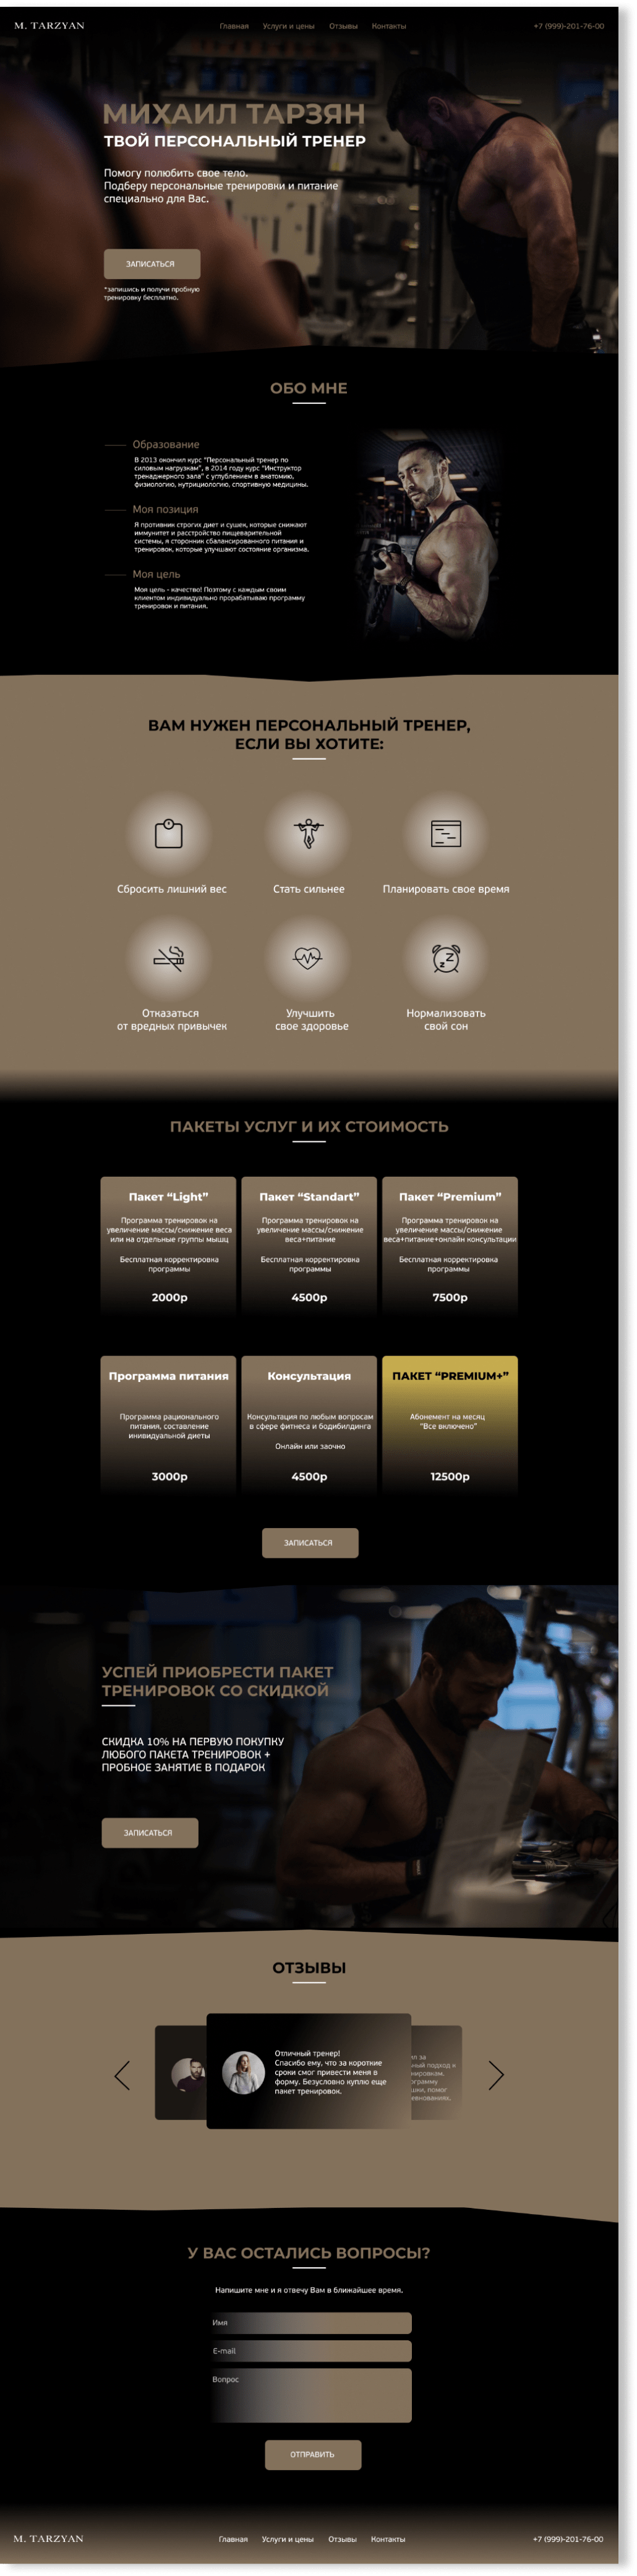 M. TARZYAN
Главная Услуги и цены Отзывы Контакты
+7 (999)-201-76-00
МИХАИЛ ТАРЗЯН
ТВОЙ ПЕРСОНАЛЬНЫЙ ТРЕНЕР
Помогу полюбить свое тело.
Подберу персональные тренировки и питание
специально для Вас.
ЗАПИСАТЬСЯ
*запишись и получи пробную
тренировку бесплатно.
ОБО МНЕ
Образование
В 2013 окончил курс "Персональный тренер по
силовым нагрузкам", в 2014 году курс "Инструктор
тренажерного зала" с углублением в анатомию,
физиологию, нутрициологию, спортивную медицины.
Моя позиция
Я противник строгих диет и сушек, которые снижают
иммунитет и расстройство пищеварительной
системы, я сторонник сбалансированного питания и
тренировок, которые улучшают состояние организма.
Моя цель
Моя цель - качество! Поэтому с каждым своим
клиентом индивидуально прорабатываю программу
тренировок и питания.
ВАМ НУЖЕН ПЕРСОНАЛЬНЫЙ ТРЕНЕР,
ЕСЛИ ВЫ ХОТИТЕ:
Сбросить лишний вес
Стать сильнее
Планировать свое время
Отказаться
от вредных привычек
Улучшить
свое здоровье
Нормализовать
свой сон
ПАКЕТЫ УСЛУГ И ИХ СТОИМОСТЬ
Пакет “Light”
Программа тренировок на
увеличение массы/снижение веса
или на отдельные группы мышц
Бесплатная корректировка
программы
2000р
Пакет “Standart”
Программа тренировок на
увеличение массы/снижение
веса+питание
Бесплатная корректировка
программы
4500р
Пакет “Premium”
Программа тренировок на
увеличение массы/снижение
веса+питание+онлайн консультации
Бесплатная корректировка
программы
7500р
Программа питания
Программа рационального
питания, составление
инивидуальной диеты
3000р
Консультация
Консультация по любым вопросам
в сфере фитнеса и бодибилдинга
Онлайн или заочно
4500р
ПАКЕТ “PREMIUM+”
Абонемент на месяц
"Все включено"
12500р
ЗАПИСАТЬСЯ
УСПЕЙ ПРИОБРЕСТИ ПАКЕТ
ТРЕНИРОВОК СО СКИДКОЙ
СКИДКА 10% НА ПЕРВУЮ ПОКУПКУ
ЛЮБОГО ПАКЕТА ТРЕНИРОВОК +
ПРОБНОЕ ЗАНЯТИЕ В ПОДАРОК
ЗАПИСАТЬСЯ
ОТЗЫВЫ
Отличный тренер!
Спасибо ему, что за короткие
сроки смог привести меня в
форму. Безусловно куплю еще
пакет тренировок.
У ВАС ОСТАЛИСЬ ВОПРОСЫ?
Напишите мне и я отвечу Вам в ближайшее время.
Имя
E-mail
Вопрос
ОТПРАВИТЬ
M. TARZYAN
Главная Услуги и цены Отзывы Контакты
+7 (999)-201-76-00